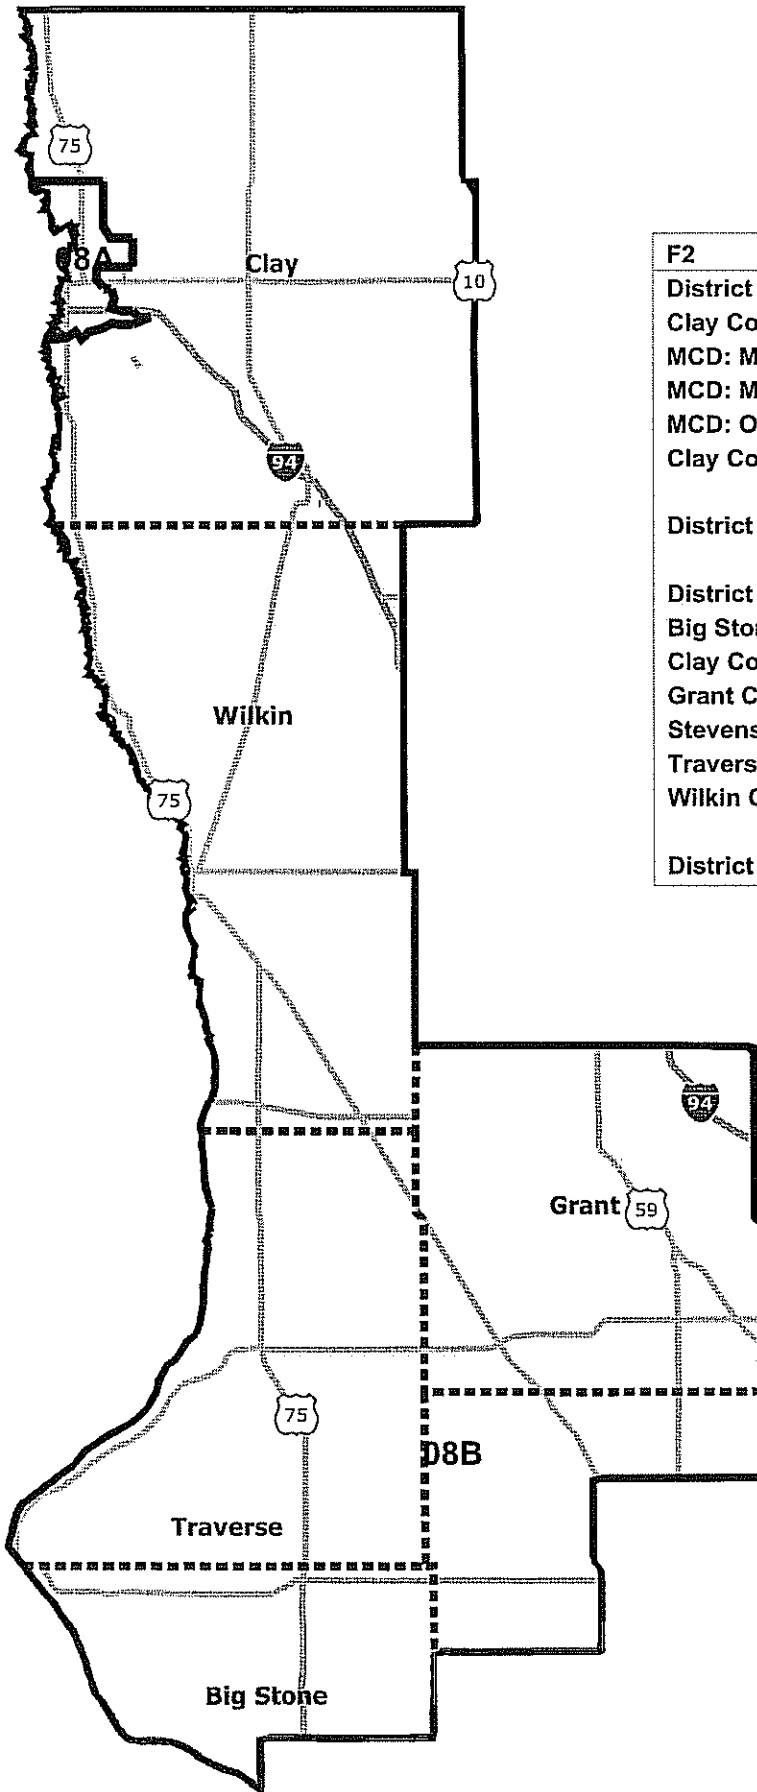 75
Clay
10
94
Wilkin
75
94
Grant
59
75
08B
Traverse
Big Stone
F2
District
Clay Co
MCD: M
MCD: M
MCD: O
Clay Co
District
District
Big Sto
Clay Co
Grant C
Stevens
Travers
Wilkin C
District